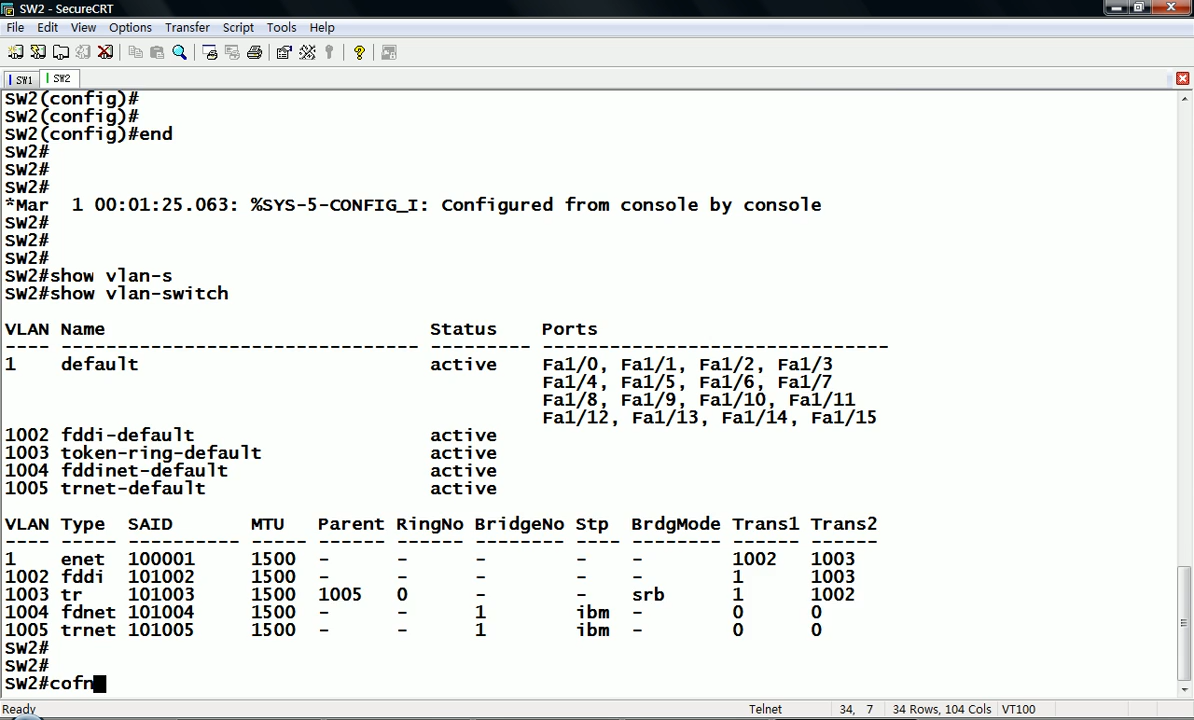 SW2 - SecureCRT
File Edit View Options Transfer Script Tools Help
SW1 SW2
SW2(config)#
SW2(config)#
SW2(config)#end
SW2#
SW2#
SW2#
*Mar  1 00:01:25.063: %SYS-5-CONFIG_I: Configured from console by console
SW2#
SW2#
SW2#
SW2#show vlan-s
SW2#show vlan-switch
VLAN Name                             Status    Ports
---- -------------------------------- --------- -------------------------------
1    default                          active    Fa1/0, Fa1/1, Fa1/2, Fa1/3
                                                Fa1/4, Fa1/5, Fa1/6, Fa1/7
                                                Fa1/8, Fa1/9, Fa1/10, Fa1/11
                                                Fa1/12, Fa1/13, Fa1/14, Fa1/15
1002 fddi-default                     active
1003 token-ring-default               active
1004 fddinet-default                  active
1005 trnet-default                    active
VLAN Type  SAID       MTU   Parent RingNo BridgeNo Stp  BrdgMode Trans1 Trans2
---- ----- ---------- ----- ------ ------ -------- ---- -------- ------ ------
1    enet  100001     1500  -      -      -        -    -        1002   1003
1002 fddi  101002     1500  -      -      -        -    -        1      1003
1003 tr    101003     1500  1005   0      -        -    srb      1      1002
1004 fdnet 101004     1500  -      -      1        ibm  -        0      0
1005 trnet 101005     1500  -      -      1        ibm  -        0      0
SW2#
SW2#
SW2#cofn
Ready Telnet 34, 7 34 Rows, 104 Cols VT100